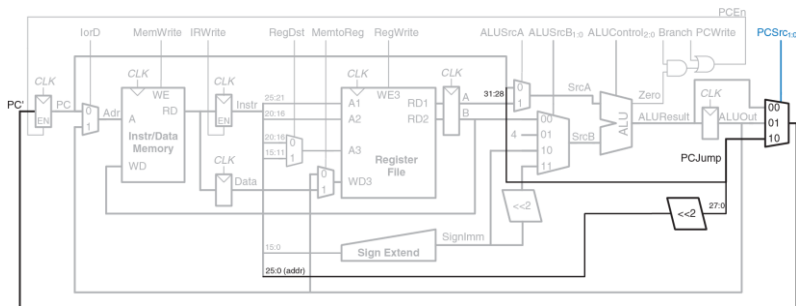 PCEn
IorD MemWrite IRWrite RegDst MemtoReg RegWrite ALUSrcA ALUSrcB1:0 ALUControl2:0 Branch PCWrite PCSrc1:0
CLK CLK CLK CLK CLK CLK
PC' PC EN
0 1 Adr
WE
A RD
Instr/Data
Memory
WD
EN Instr
25:21 A1
20:16 A2
20:16 0
15:11 1
A3
WD3
WE3
RD1
RD2
Register
File
A
B
31:28
0 1 SrcA
4
00
01
10
11
SrcB
ALU
Zero
ALUResult
ALUOut
00
01
10
PCJump
CLK
Data
0 1
<<2
27:0
<<2
SignImm
15:0 Sign Extend
25:0 (addr)